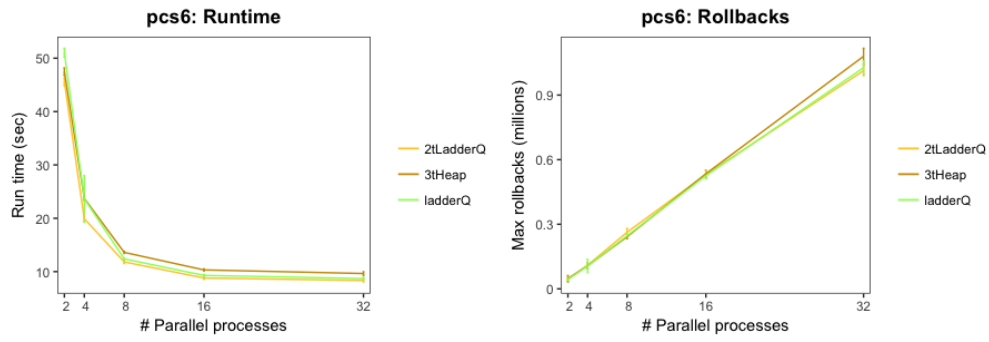 pcs6: Runtime
Run time (sec)
50
40
30
20
10
2 4 8 16 32
# Parallel processes
2tLadderQ
3tHeap
ladderQ
pcs6: Rollbacks
Max rollbacks (millions)
0.9
0.6
0.3
0
2 4 8 16 32
# Parallel processes
2tLadderQ
3tHeap
ladderQ